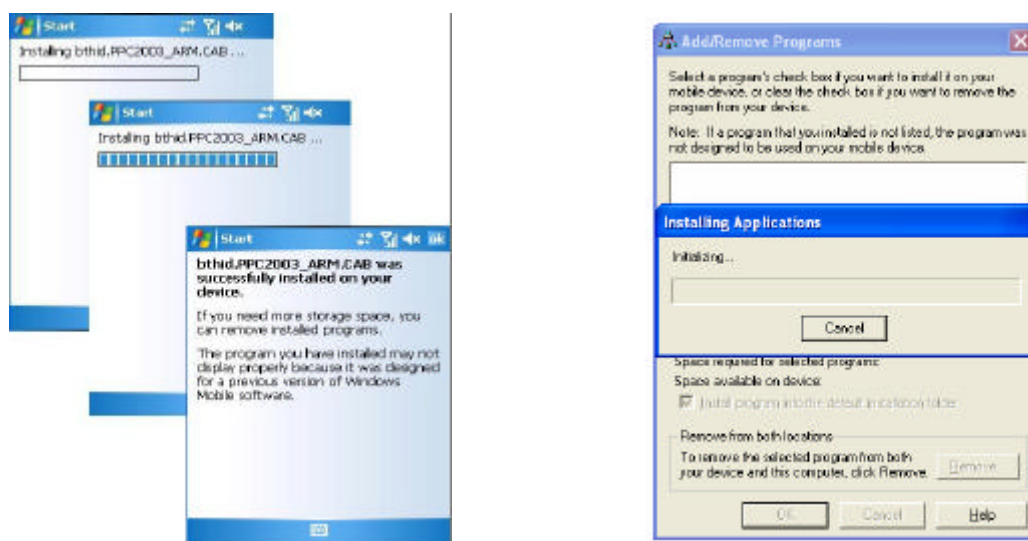 Start
Installing bthid.PPC2003_ARM.CAB ...
Start
Installing bthid.PPC2003_ARM.CAB ...
Start
ok
bthid.PPC2003_ARM.CAB was
successfully installed on your
device.
If you need more storage space, you
can remove installed programs.
The program you have installed may not
display properly because it was designed
for a previous version of Windows
Mobile software.
Add/Remove Programs
Select a program's check box if you want to install it on your
mobile device, or clear the check box if you want to remove the
program from your device.
Note: If a program that you installed is not listed, the program was
not designed to be used on your mobile device.
Installing Applications
Initializing...
Cancel
Space required for selected programs:
Space available on device:
Install program into the default installation folder
Remove from both locations
To remove the selected program from both
your device and this computer, click Remove.
Remove...
OK
Cancel
Help